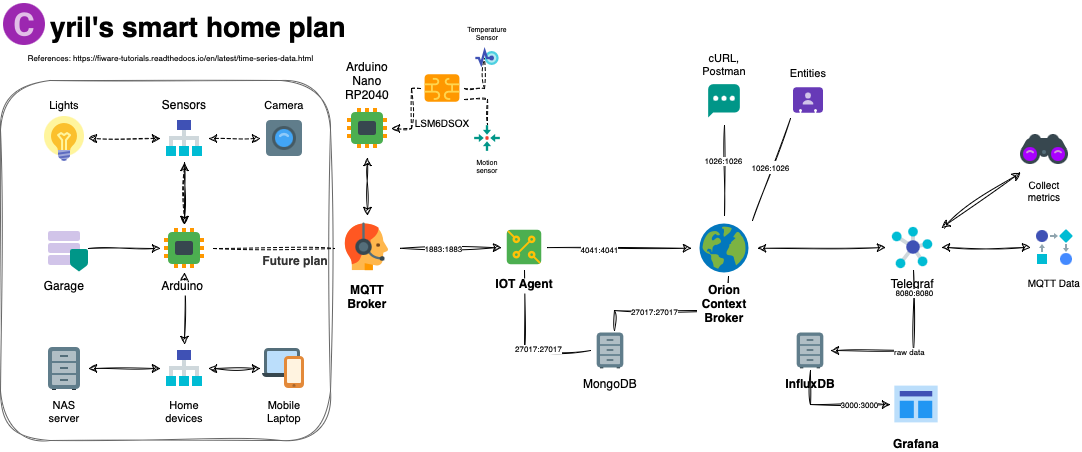 C yril's smart home plan
References: https://fiware-tutorials.readthedocs.io/en/latest/time-series-data.html
Lights
Sensors
Camera
Garage
Arduino
Future plan
NAS
server
Home
devices
Mobile
Laptop
Arduino
Nano
RP2040
LSM6DSOX
Temperature
Sensor
Motion
sensor
MQTT
Broker
1883:1883
IOT Agent
4041:4041
27017:27017
27017:27017
MongoDB
cURL,
Postman
Entities
1026:1026
1026:1026
Orion
Context
Broker
Collect
metrics
Telegraf
8080:8080
MQTT Data
raw data
InfluxDB
3000:3000
Grafana